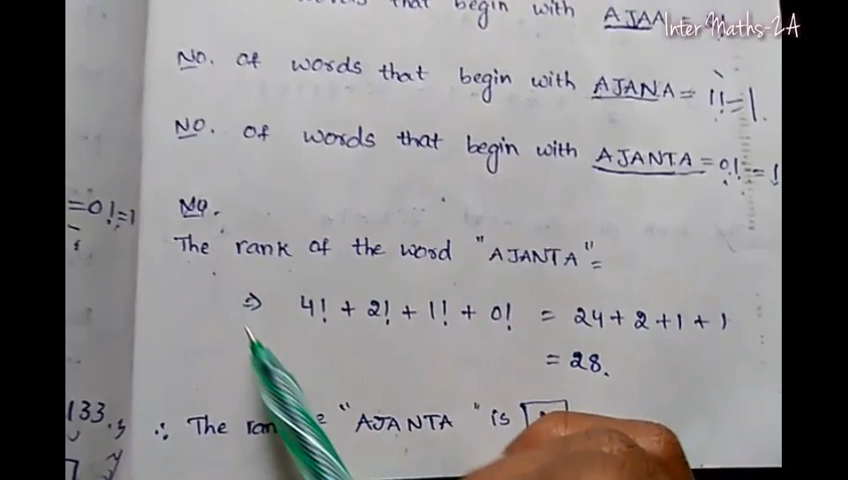 that begin with AJAA
Inter Maths-2A
No. of words that begin with AJANA = 1! = 1.
No. of words that begin with AJANTA = 0! = 1
= 0! = 1
No.
The rank of the word "AJANTA" =
⇒ 4! + 2! + 1! + 0! = 24 + 2 + 1 + 1
= 28.
133.
∴ The "AJANTA" is